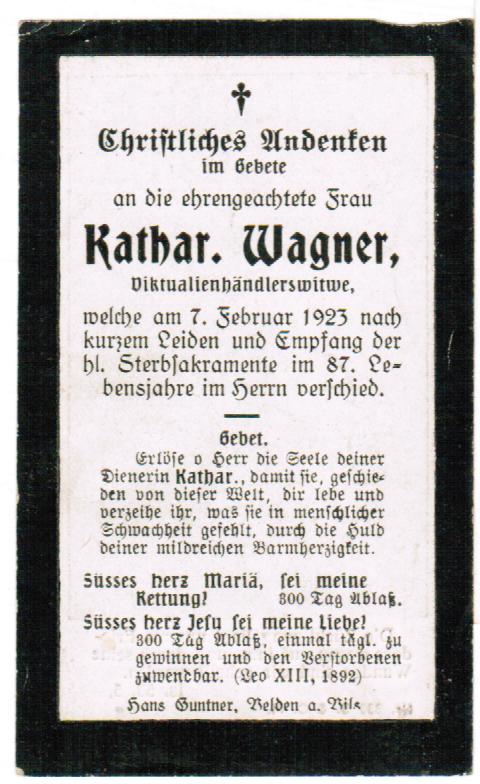 Christliches Andenken
im Gebete
an die ehrengeachtete Frau
Kathar. Wagner,
Viktualienhändlerswitwe,
welche am 7. Februar 1923 nach
kurzem Leiden und Empfang der
hl. Sterbsakramente im 87. Le-
bensjahre im Herrn verschied.
Gebet.
Erlöse o Herr die Seele deiner
Dienerin Kathar., damit sie, geschie-
den von dieser Welt, dir lebe und
verzeihe ihr, was sie in menschlicher
Schwachheit gefehlt, durch die Huld
deiner mildreichen Barmherzigkeit.
Süsses Herz Mariä, sei meine
Rettung! 300 Tag Ablaß.
Süsses Herz Jesu sei meine Liebe!
300 Tag Ablaß, einmal tägl. zu
gewinnen und den Verstorbenen
zuwendbar. (Leo XIII, 1892)
Hans Guntner, Velden a. Vils